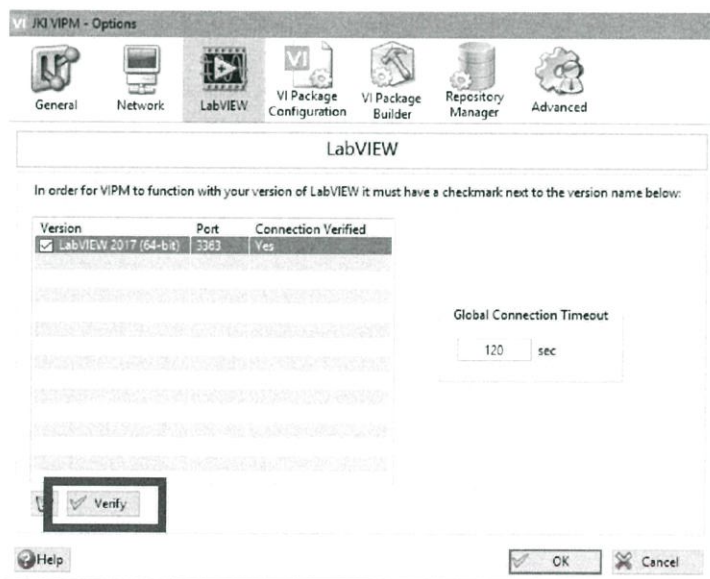 VI JKI VIPM - Options
General
Network
LabVIEW
VI Package
Configuration
VI Package
Builder
Repository
Manager
Advanced
LabVIEW
In order for VIPM to function with your version of LabVIEW it must have a checkmark next to the version name below:
Version Port Connection Verified
LabVIEW 2017 (64-bit) 3363 Yes
Global Connection Timeout
120 sec
Verify
Help
OK
Cancel